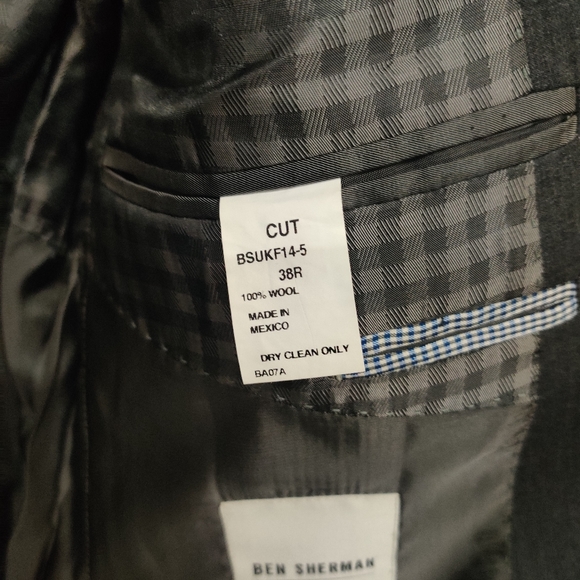 CUT
BSUKF14-5
38R
100% WOOL
MADE IN
MEXICO
DRY CLEAN ONLY
BA07A
BEN SHERMAN